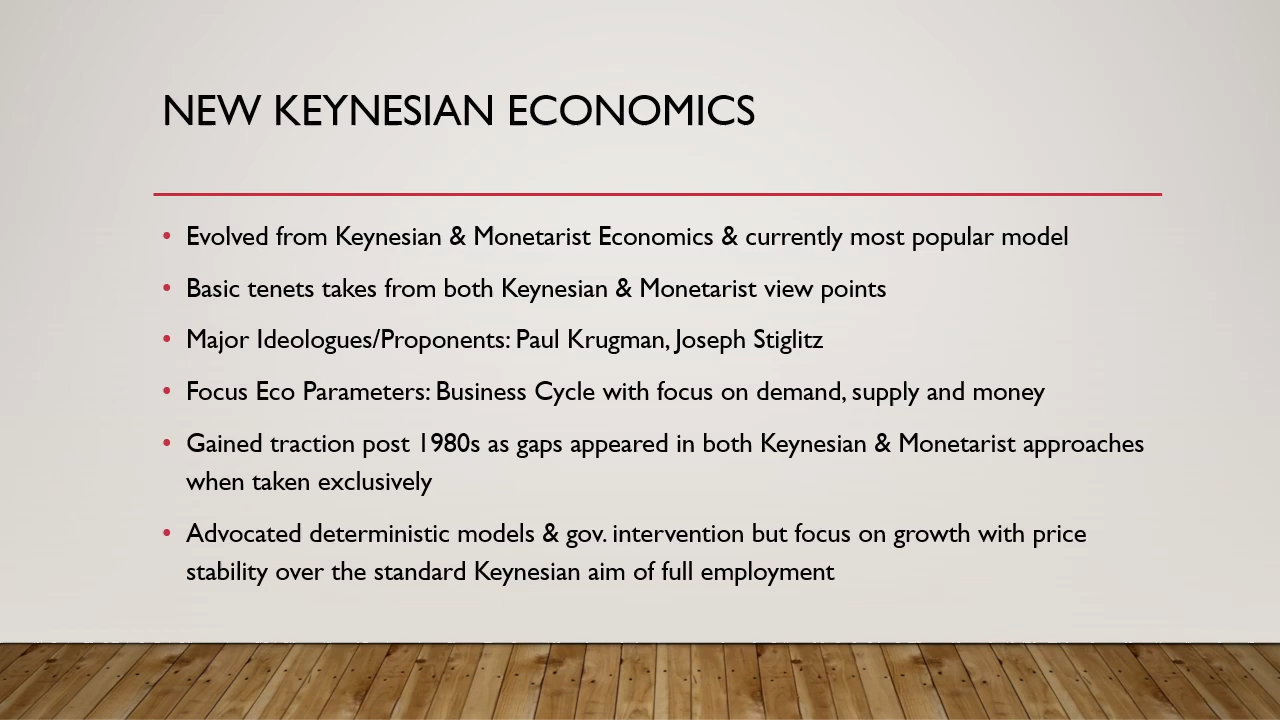 NEW KEYNESIAN ECONOMICS
• Evolved from Keynesian & Monetarist Economics & currently most popular model
• Basic tenets takes from both Keynesian & Monetarist view points
• Major Ideologues/Proponents: Paul Krugman, Joseph Stiglitz
• Focus Eco Parameters: Business Cycle with focus on demand, supply and money
• Gained traction post 1980s as gaps appeared in both Keynesian & Monetarist approaches
when taken exclusively
• Advocated deterministic models & gov. intervention but focus on growth with price
stability over the standard Keynesian aim of full employment